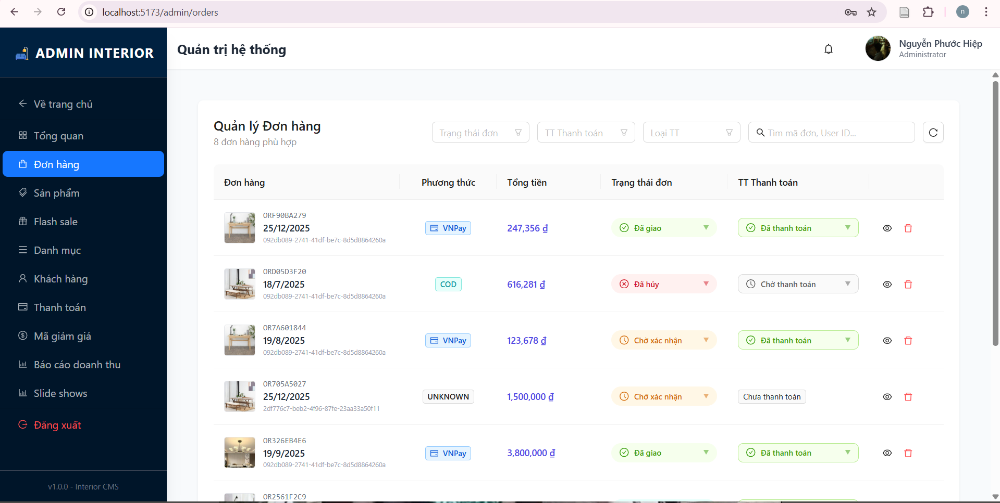 localhost:5173/admin/orders
n
ADMIN INTERIOR
Quản trị hệ thống
Nguyễn Phước Hiệp
Administrator
Về trang chủ
Tổng quan
Đơn hàng
Sản phẩm
Flash sale
Danh mục
Khách hàng
Thanh toán
Mã giảm giá
Báo cáo doanh thu
Slide shows
Đăng xuất
v1.0.0 - Interior CMS
Quản lý Đơn hàng
8 đơn hàng phù hợp
Trạng thái đơn
TT Thanh toán
Loại TT
Tìm mã đơn, User ID...
Đơn hàng
Phương thức
Tổng tiền
Trạng thái đơn
TT Thanh toán
ORF90BA279
25/12/2025
092db089-2741-41df-be7c-8d5d8864260a
VNPay
247,356 ₫
Đã giao
Đã thanh toán
ORD05D3F20
18/7/2025
092db089-2741-41df-be7c-8d5d8864260a
COD
616,281 ₫
Đã hủy
Chờ thanh toán
OR7A601844
19/8/2025
092db089-2741-41df-be7c-8d5d8864260a
VNPay
123,678 ₫
Chờ xác nhận
Đã thanh toán
OR705A5027
25/12/2025
2df776c7-beb2-4f96-87fe-23aa33a50f11
UNKNOWN
1,500,000 ₫
Chờ xác nhận
Chưa thanh toán
OR326EB4E6
19/9/2025
092db089-2741-41df-be7c-8d5d8864260a
VNPay
3,800,000 ₫
Đã giao
Đã thanh toán
OR2561F2C9